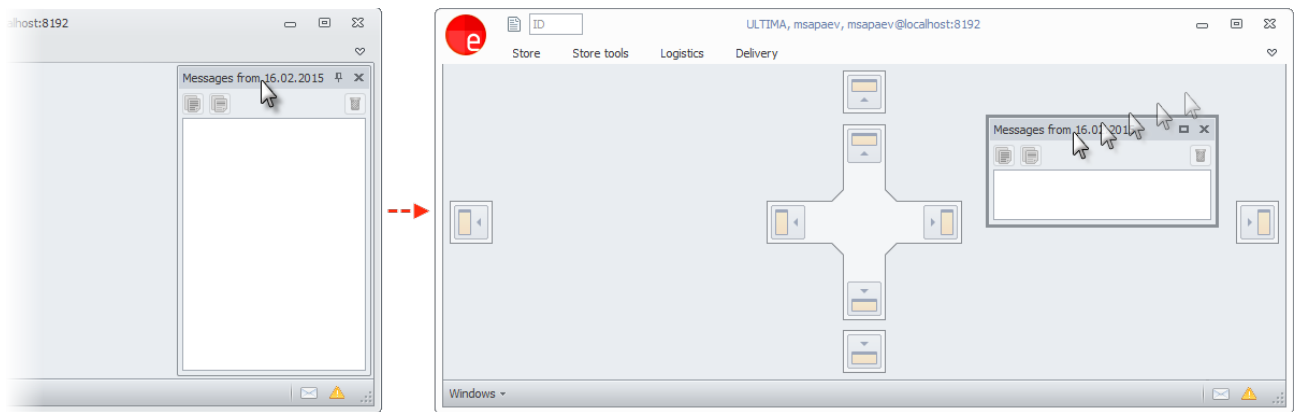 alhost:8192
Messages from 16.02.2015
e
ID
ULTIMA, msapaev, msapaev@localhost:8192
Store
Store tools
Logistics
Delivery
Messages from 16.02.201
Windows